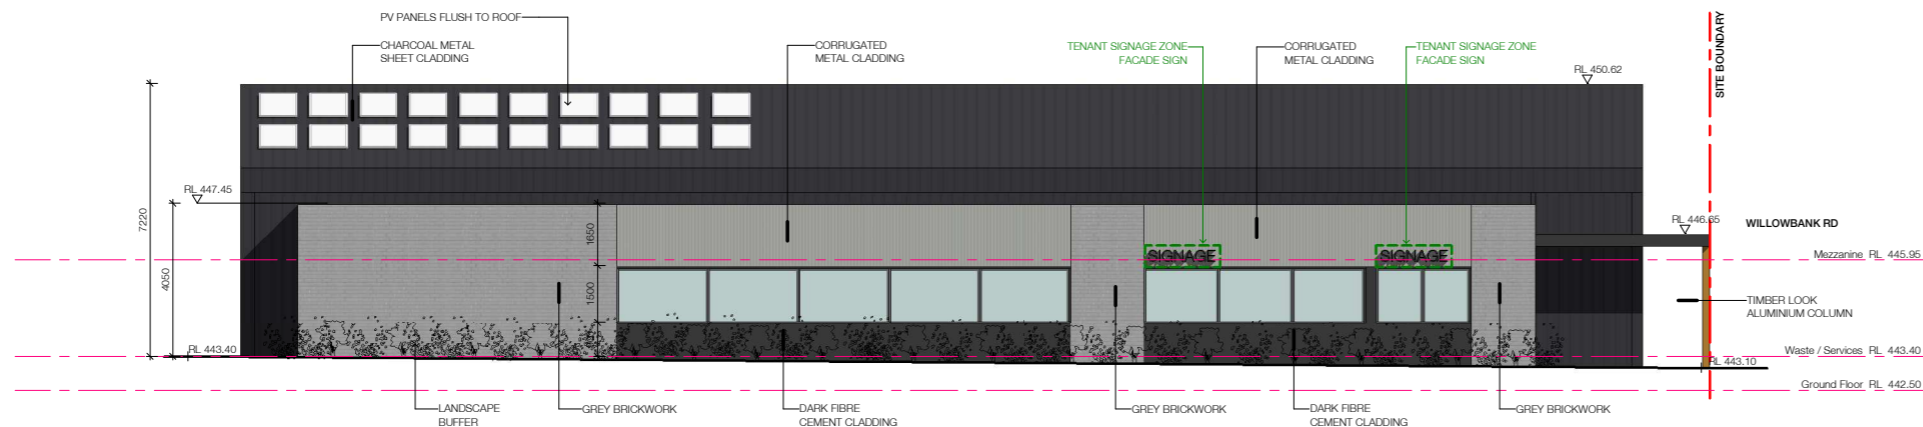 PV PANELS FLUSH TO ROOF
CHARCOAL METAL
SHEET CLADDING
CORRUGATED
METAL CLADDING
TENANT SIGNAGE ZONE
FACADE SIGN
CORRUGATED
METAL CLADDING
TENANT SIGNAGE ZONE
FACADE SIGN
RL 450.62
SITE BOUNDARY
RL 447.45
7220
4050
1650
1500
SIGNAGE
SIGNAGE
RL 446.65
WILLOWBANK RD
Mezzanine RL 445.95
TIMBER LOOK
ALUMINIUM COLUMN
RL 443.40
Waste / Services RL 443.40
RL 443.10
Ground Floor RL 442.50
LANDSCAPE
BUFFER
GREY BRICKWORK
DARK FIBRE
CEMENT CLADDING
GREY BRICKWORK
DARK FIBRE
CEMENT CLADDING
GREY BRICKWORK